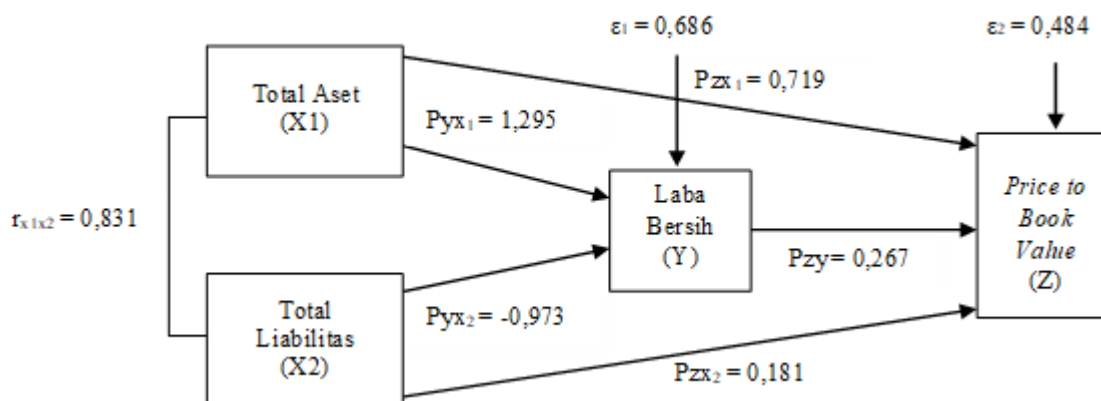 ε₁ = 0,686
ε₂ = 0,484
Total Aset
(X1)
Pzx₁ = 0,719
Pyx₁ = 1,295
rₓ₁ₓ₂ = 0,831
Laba
Bersih
(Y)
Price to
Book
Value
(Z)
Pzy= 0,267
Total
Liabilitas
(X2)
Pyx₂ = -0,973
Pzx₂ = 0,181